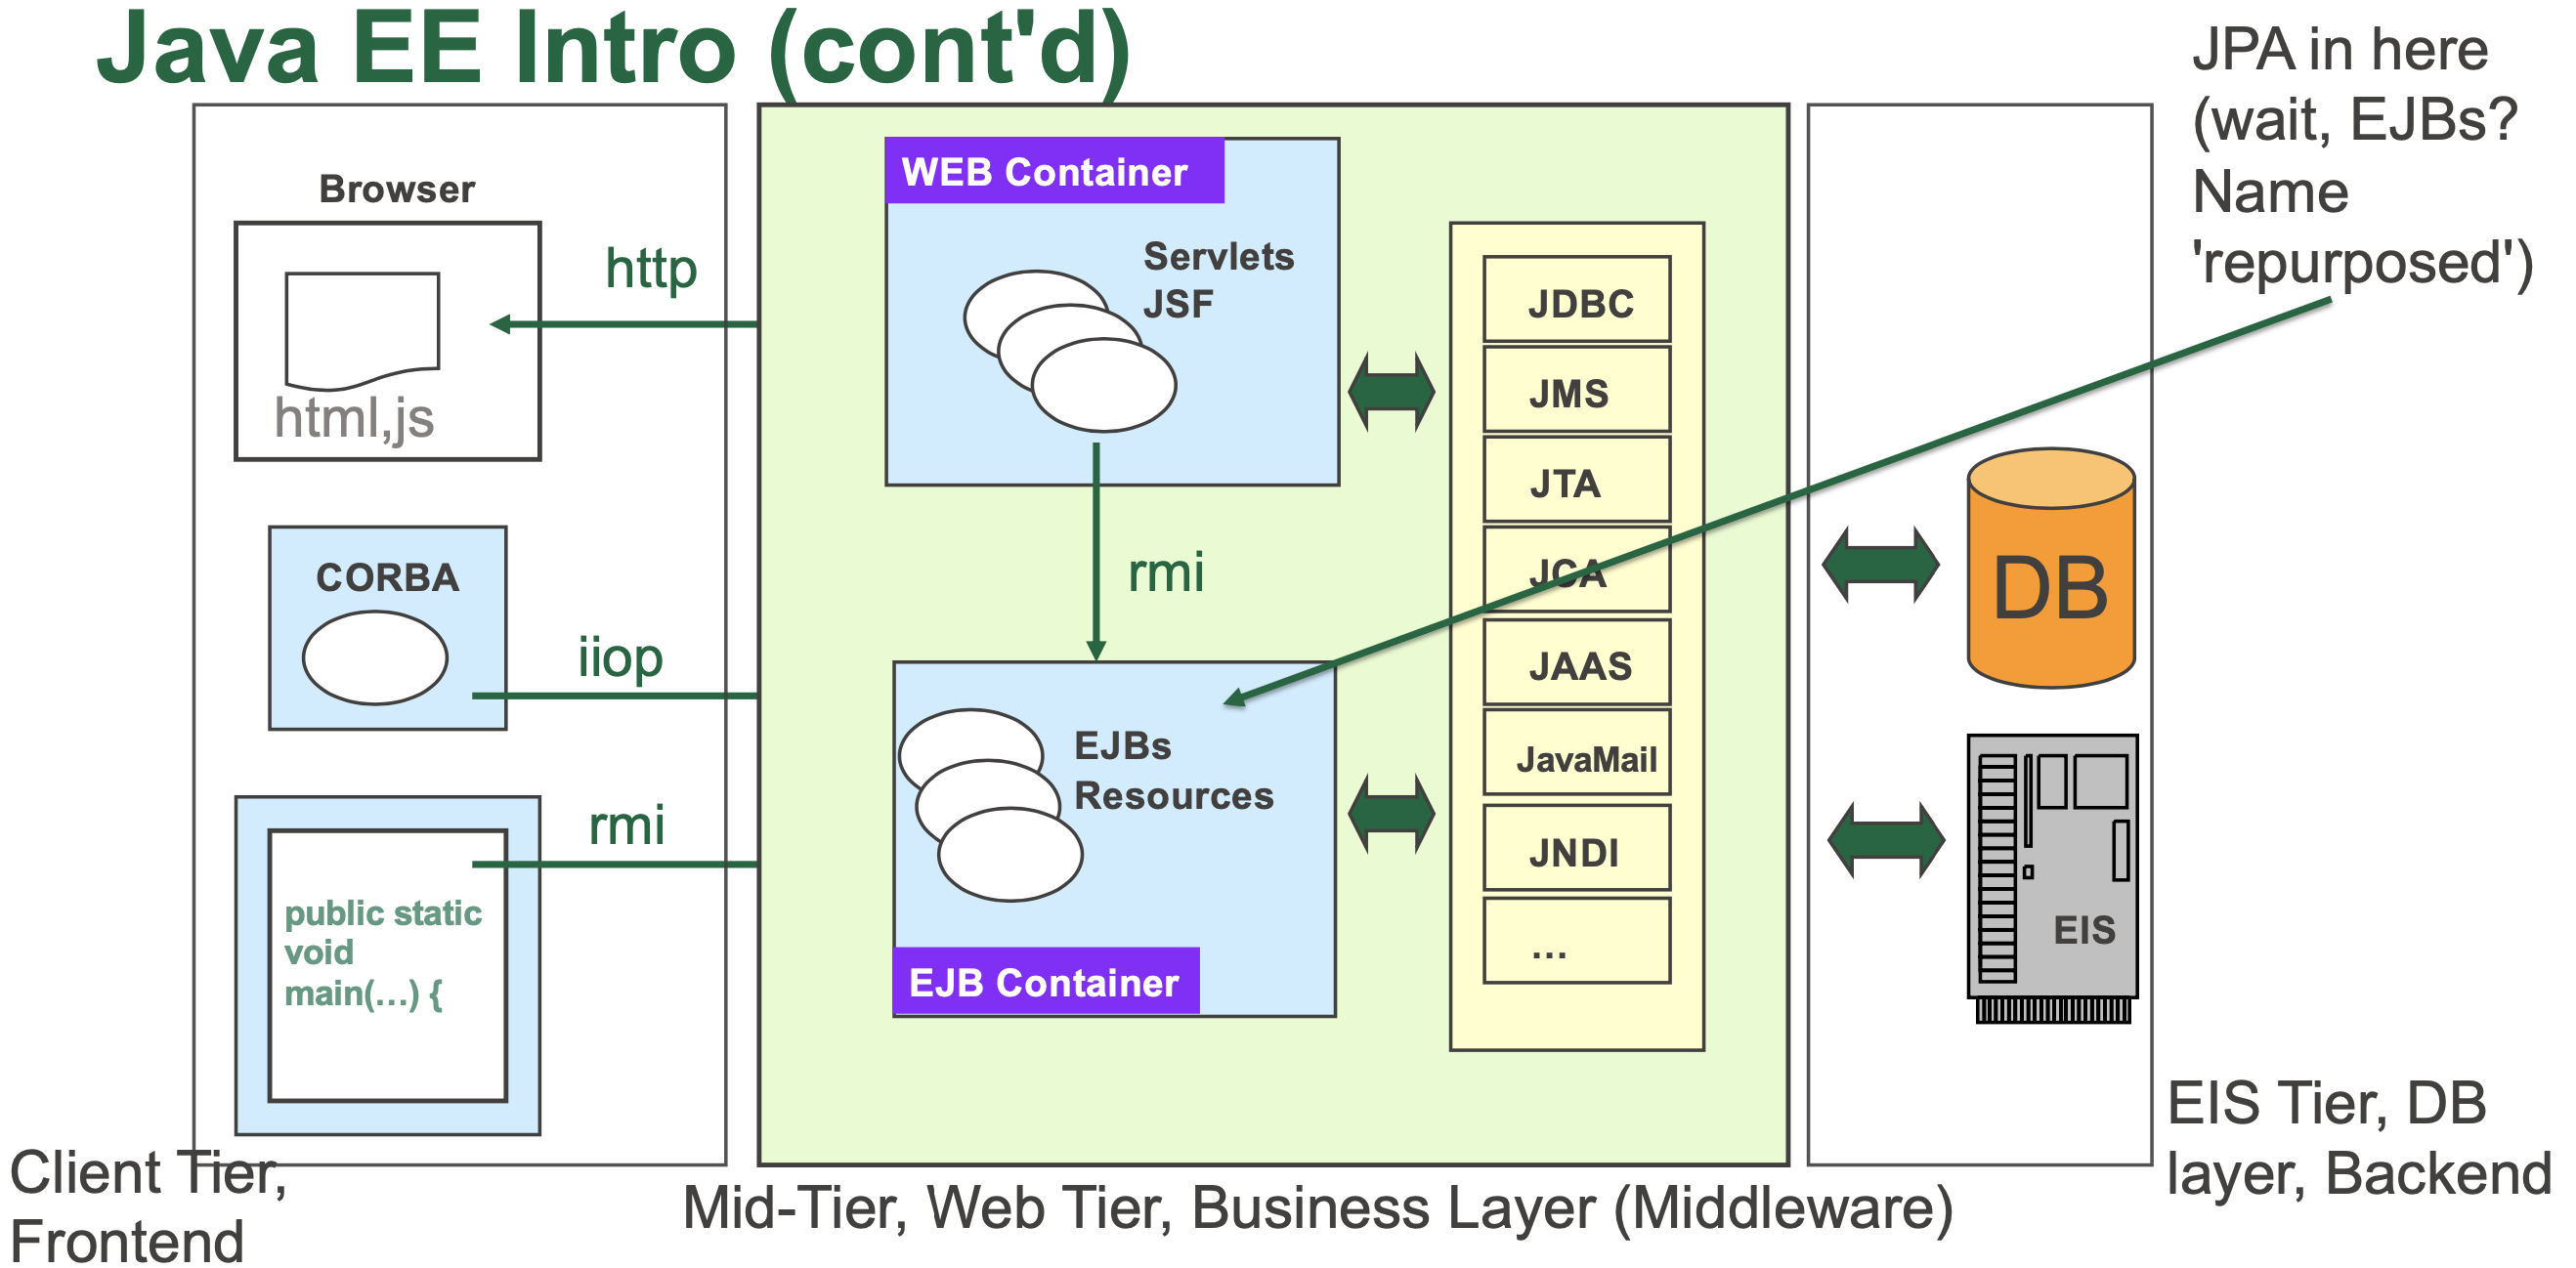 Java EE Intro (cont'd)
JPA in here
(wait, EJBs?
Name
'repurposed')
Browser
html,js
http
CORBA
iiop
rmi
public static
void
main(...) {
WEB Container
Servlets
JSF
rmi
EJBs
Resources
EJB Container
JDBC
JMS
JTA
JCA
JAAS
JavaMail
JNDI
...
DB
EIS
Client Tier,
Frontend
Mid-Tier, Web Tier, Business Layer (Middleware)
EIS Tier, DB
layer, Backend